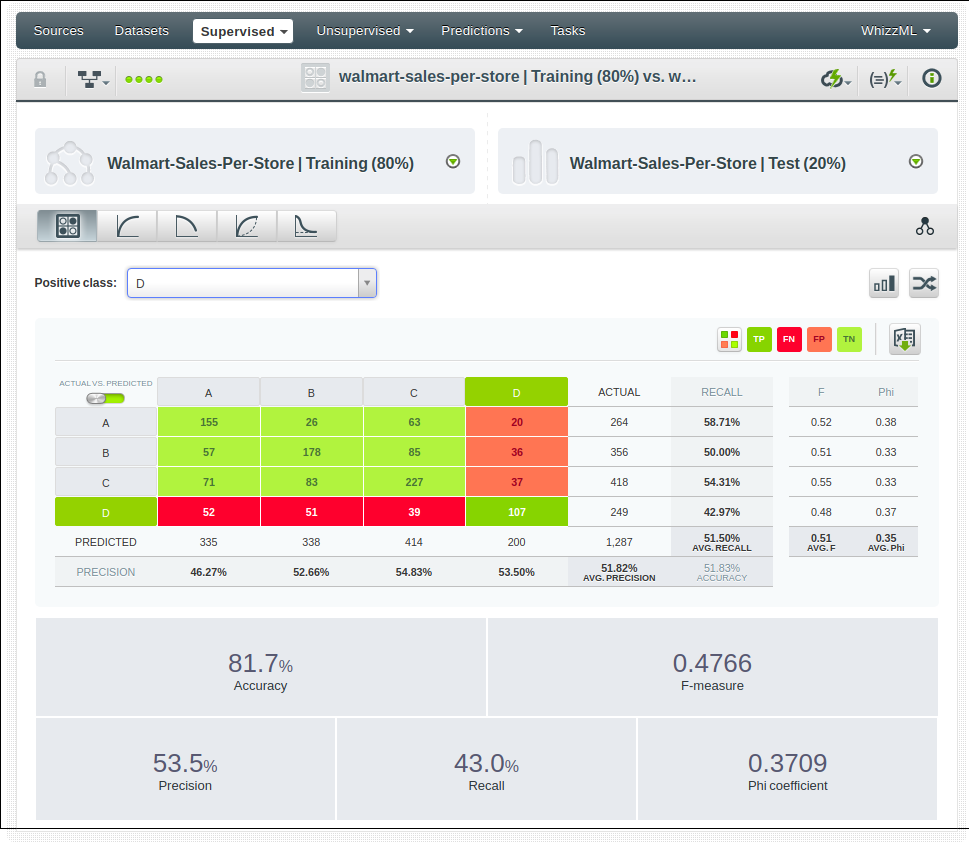 Sources Datasets Supervised Unsupervised Predictions Tasks WhizzML
walmart-sales-per-store | Training (80%) vs. w…
(=)
Walmart-Sales-Per-Store | Training (80%) Walmart-Sales-Per-Store | Test (20%)
Positive class: D
TP FN FP TN X
ACTUAL VS. PREDICTED A B C D ACTUAL RECALL F Phi
A 155 26 63 20 264 58.71% 0.52 0.38
B 57 178 85 36 356 50.00% 0.51 0.33
C 71 83 227 37 418 54.31% 0.55 0.33
D 52 51 39 107 249 42.97% 0.48 0.37
PREDICTED 335 338 414 200 1,287 51.50% 0.51 0.35
AVG. RECALL AVG. F AVG. Phi
PRECISION 46.27% 52.66% 54.83% 53.50% 51.82% 51.83%
AVG. PRECISION ACCURACY
81.7% 0.4766
Accuracy F-measure
53.5% 43.0% 0.3709
Precision Recall Phi coefficient